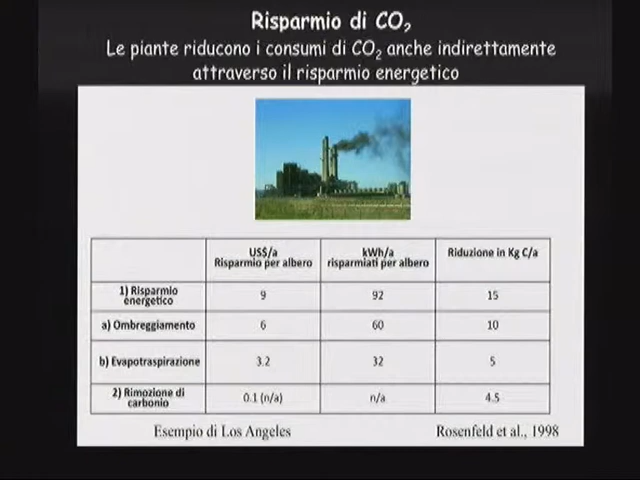 Risparmio di CO₂
Le piante riducono i consumi di CO₂ anche indirettamente
attraverso il risparmio energetico
US$/a
Risparmio per albero
kWh/a
risparmiati per albero
Riduzione in Kg C/a
1) Risparmio
energetico
9
92
15
a) Ombreggiamento
6
60
10
b) Evapotraspirazione
3.2
32
5
2) Rimozione di
carbonio
0.1 (n/a)
n/a
4.5
Esempio di Los Angeles
Rosenfeld et al., 1998